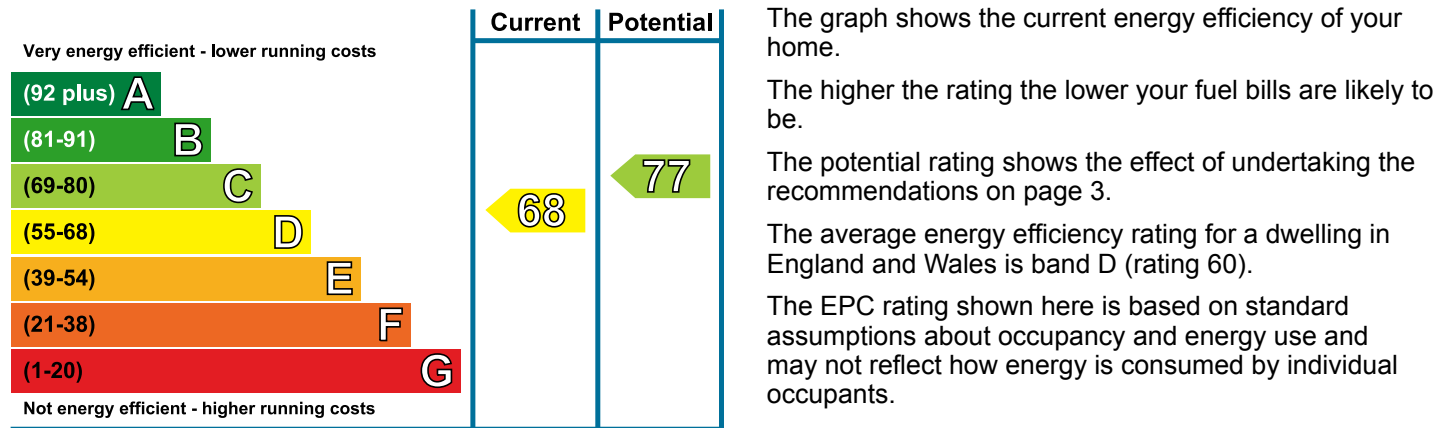 Current Potential
Very energy efficient - lower running costs
(92 plus) A
(81-91) B
(69-80) C
(55-68) D
(39-54) E
(21-38) F
(1-20) G
Not energy efficient - higher running costs
68
77
The graph shows the current energy efficiency of your
home.
The higher the rating the lower your fuel bills are likely to
be.
The potential rating shows the effect of undertaking the
recommendations on page 3.
The average energy efficiency rating for a dwelling in
England and Wales is band D (rating 60).
The EPC rating shown here is based on standard
assumptions about occupancy and energy use and
may not reflect how energy is consumed by individual
occupants.